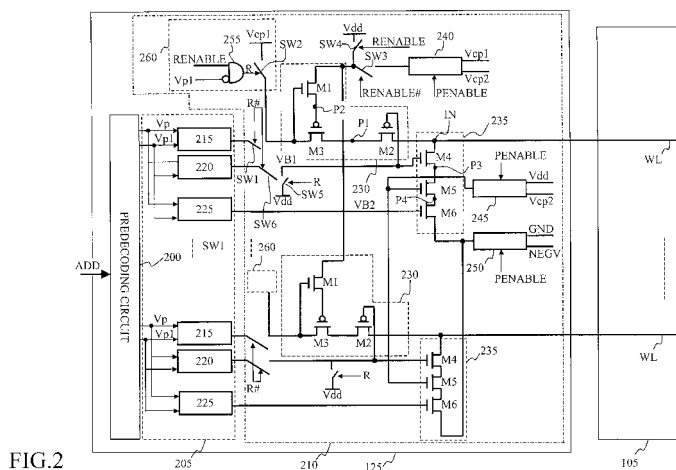 260
RENABLE
255
Vp1
R
Vcp1
SW2
Vdd
SW4
RENABLE
SW3
RENABLE#
240
Vcp1
Vcp2
PENABLE
M1
P2
R#
Vp
Vp1
215
220
225
SW1
VB1
R
Vdd
SW5
SW6
VB2
M3
P1
M2
230
IN
235
M4
P3
M5
P4
M6
WL
PENABLE
Vdd
Vcp2
245
GND
NEGV
250
PENABLE
PREDECODING CIRCUIT
200
ADD
SW1
260
M1
230
M3
M2
Vp
Vp1
215
220
225
R#
R
Vdd
M4
M5
M6
235
WL
205
210
125
105
FIG.2